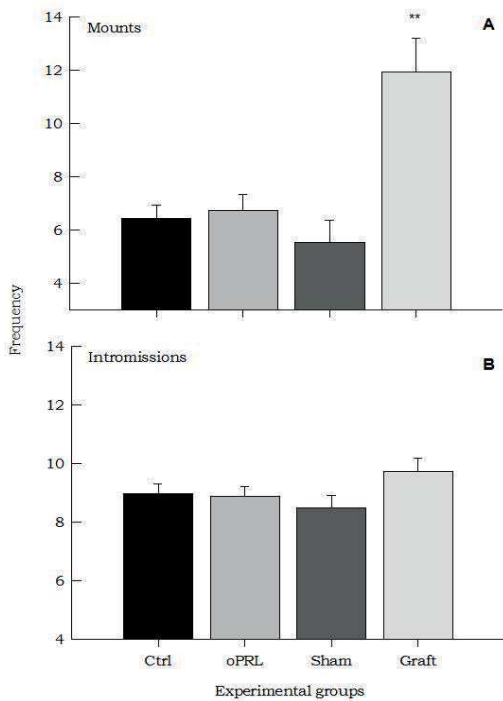 14
**
Mounts
A
12
10
8
6
4
Frequency
14
Intromissions
B
12
10
8
6
4
Ctrl oPRL Sham Graft
Experimental groups